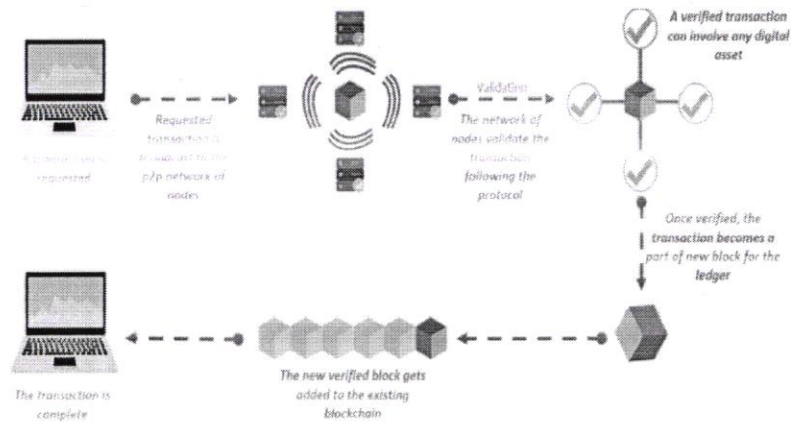 A verified transaction
can involve any digital
asset
Validation
Requested
transaction is
broadcast to the
p2p network of
nodes
The network of
nodes validate the
transaction
following the
protocol
requested
Once verified, the
transaction becomes a
part of new block for the
ledger
The new verified block gets
added to the existing
blockchain
The transaction is
complete